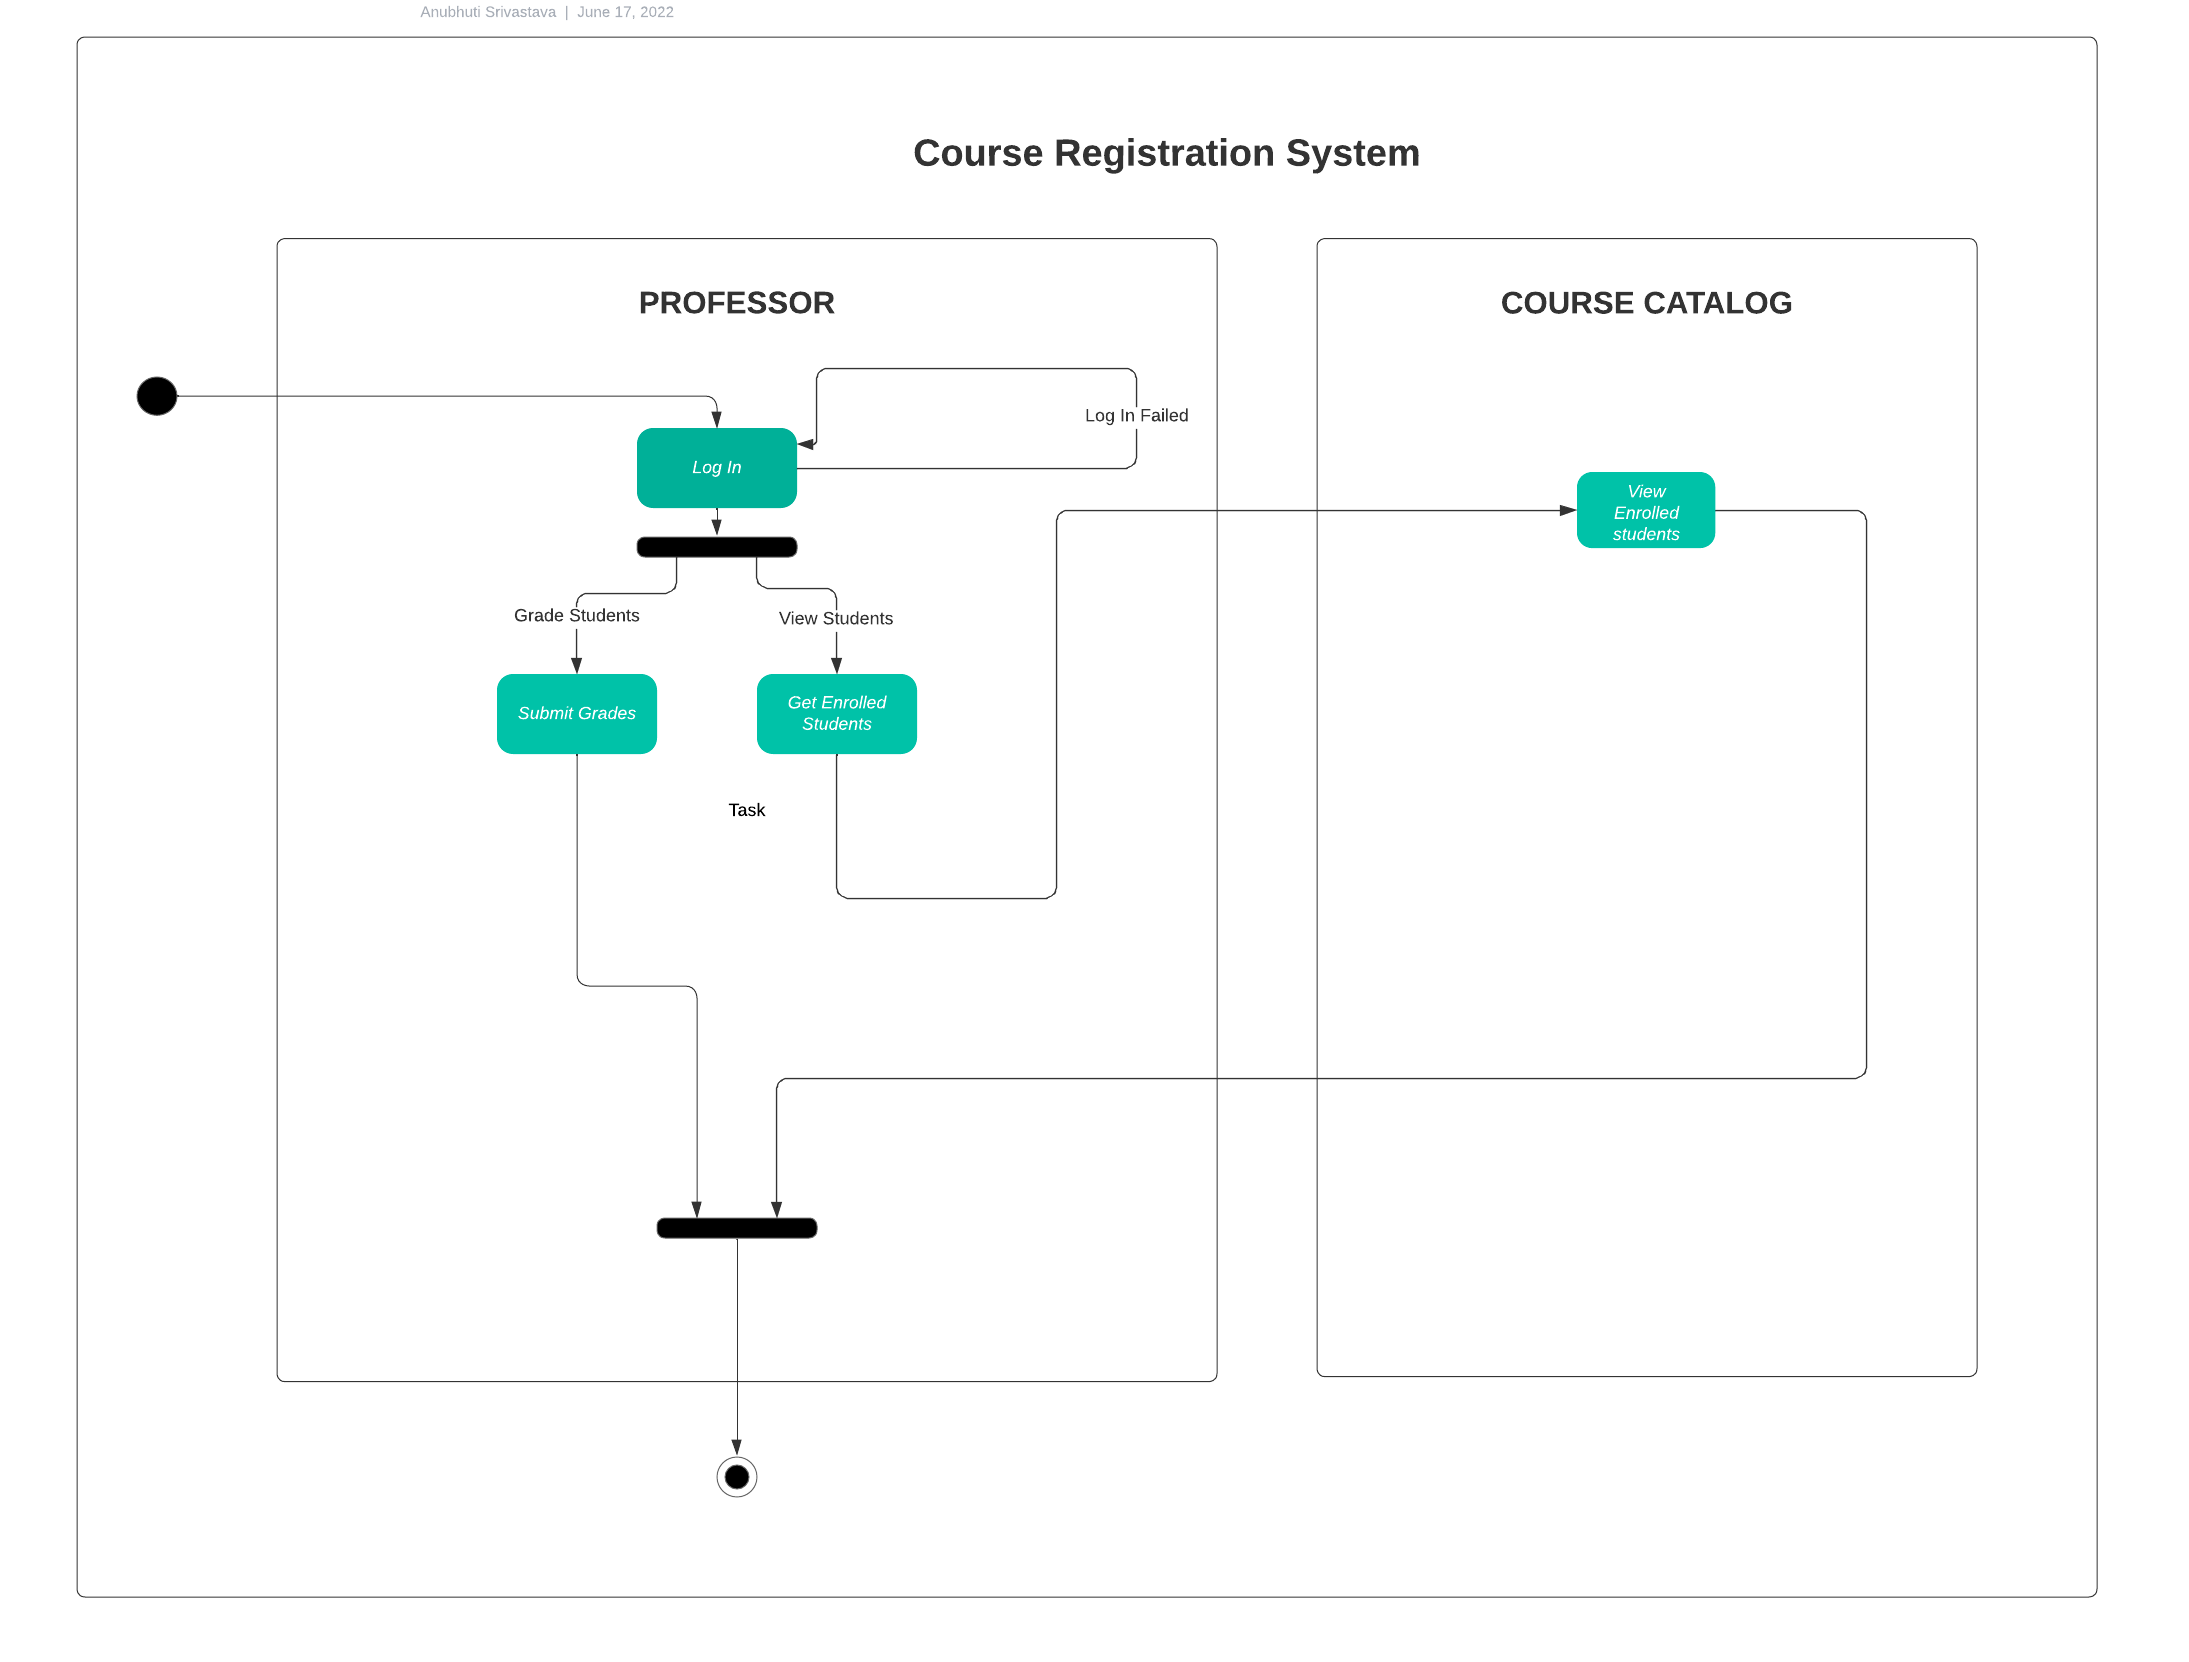 Anubhuti Srivastava | June 17, 2022
Course Registration System
PROFESSOR
COURSE CATALOG
Log In Failed
Log In
View
Enrolled
students
Grade Students
View Students
Submit Grades
Get Enrolled
Students
Task